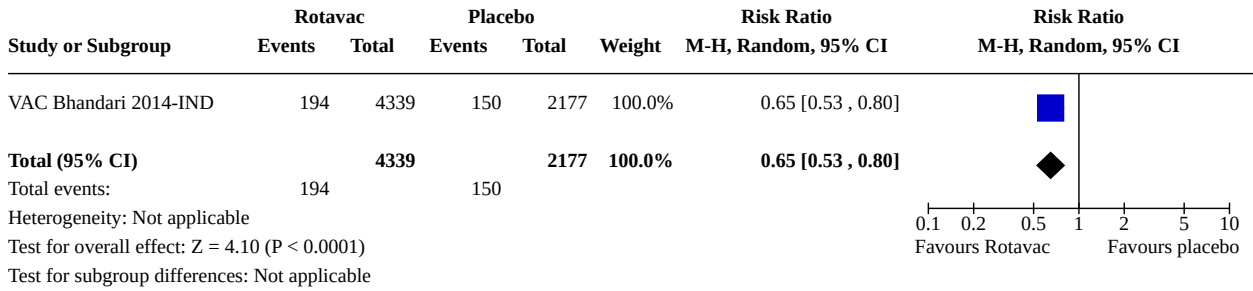 Rotavac Placebo Risk Ratio Risk Ratio
Study or Subgroup Events Total Events Total Weight M-H, Random, 95% CI M-H, Random, 95% CI
VAC Bhandari 2014-IND 194 4339 150 2177 100.0% 0.65 [0.53 , 0.80]
Total (95% CI) 4339 2177 100.0% 0.65 [0.53 , 0.80]
Total events: 194 150
Heterogeneity: Not applicable
Test for overall effect: Z = 4.10 (P < 0.0001)
Test for subgroup differences: Not applicable
0.1 0.2 0.5 1 2 5 10
Favours Rotavac Favours placebo